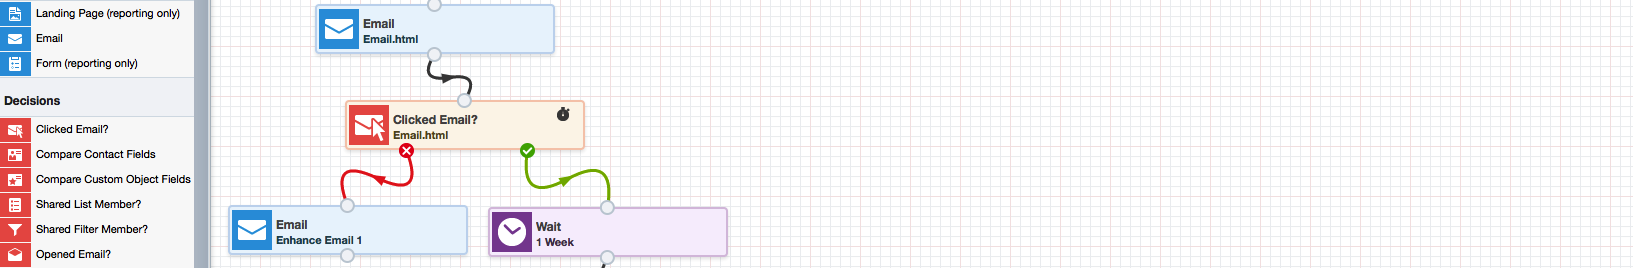 Landing Page (reporting only)
Email
Form (reporting only)
Decisions
Clicked Email?
Compare Contact Fields
Compare Custom Object Fields
Shared List Member?
Shared Filter Member?
Opened Email?
Email
Email.html
Clicked Email?
Email.html
Email
Enhance Email 1
Wait
1 Week